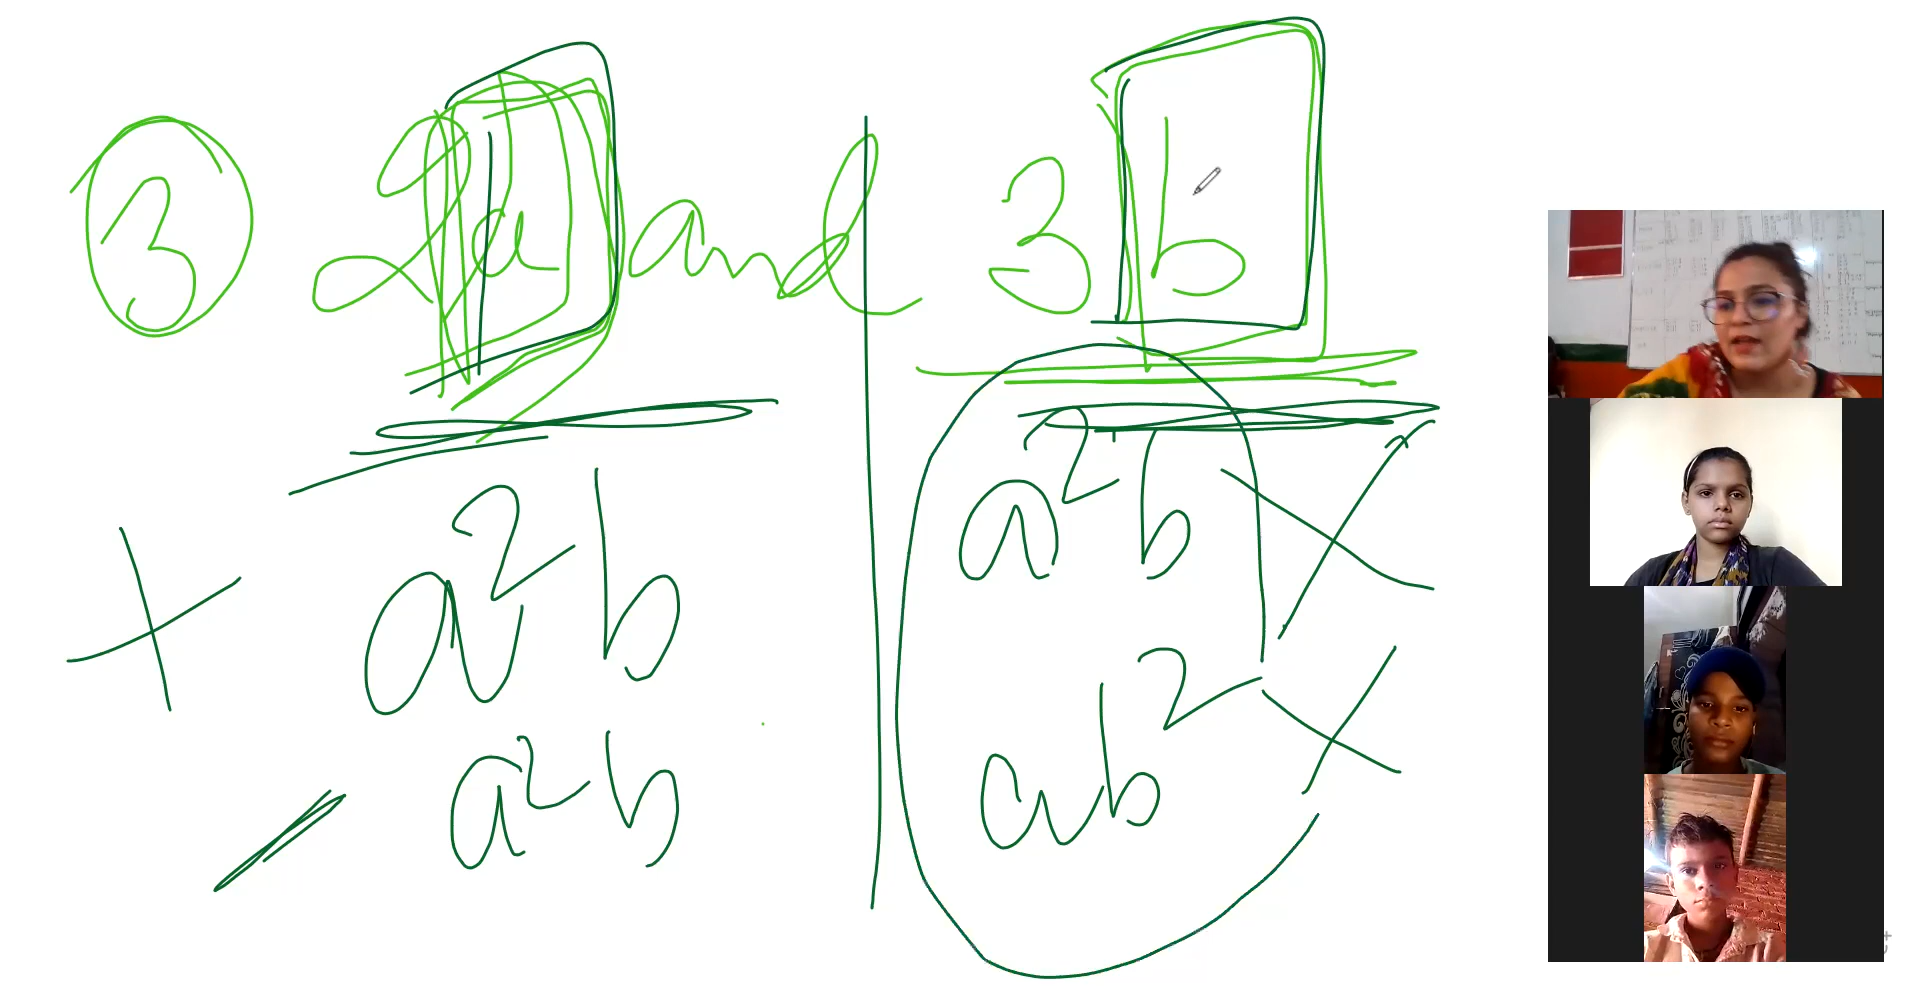 ③ 2a and 3b
+ a²b
- a²b
a²b ×
ab² ×